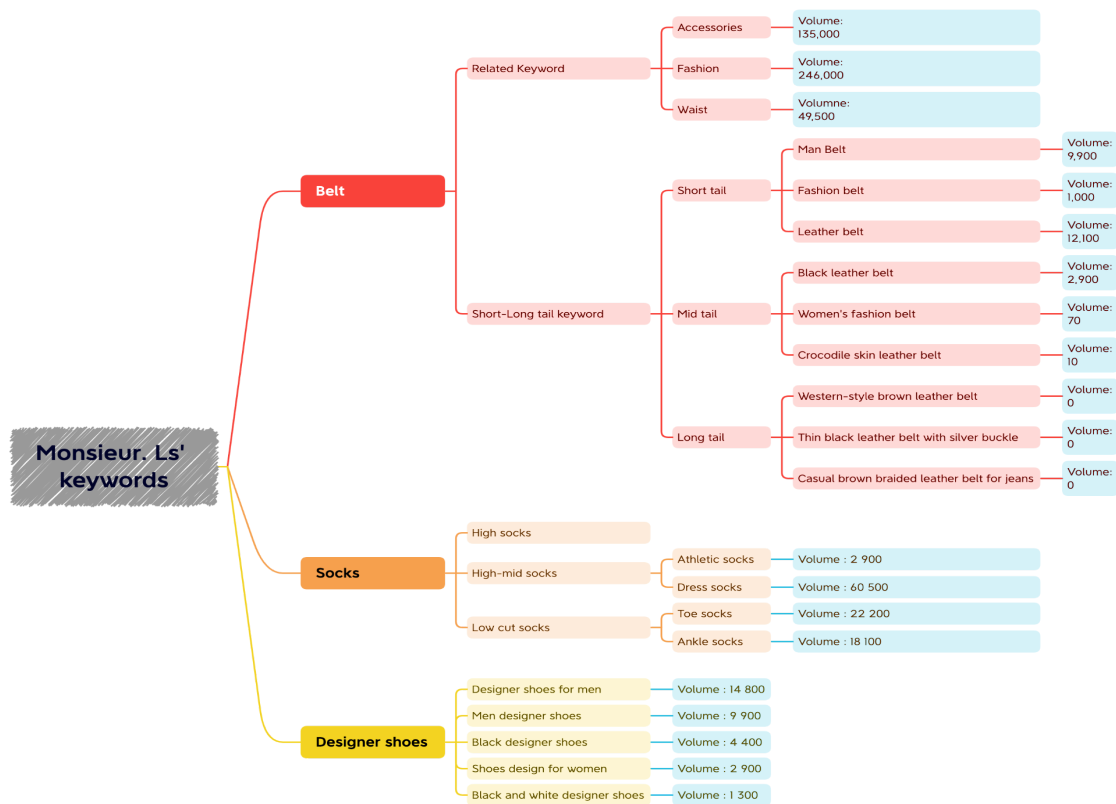 Monsieur. Ls'
keywords
Belt
Related Keyword
Accessories
Volume:
135,000
Fashion
Volume:
246,000
Waist
Volumne:
49,500
Short-Long tail keyword
Short tail
Man Belt
Volume:
9,900
Fashion belt
Volume:
1,000
Leather belt
Volume:
12,100
Mid tail
Black leather belt
Volume:
2,900
Women's fashion belt
Volume:
70
Crocodile skin leather belt
Volume:
10
Long tail
Western-style brown leather belt
Volume:
0
Thin black leather belt with silver buckle
Volume:
0
Casual brown braided leather belt for jeans
Volume:
0
Socks
High socks
High-mid socks
Athletic socks
Volume : 2 900
Dress socks
Volume : 60 500
Low cut socks
Toe socks
Volume : 22 200
Ankle socks
Volume : 18 100
Designer shoes
Designer shoes for men
Volume : 14 800
Men designer shoes
Volume : 9 900
Black designer shoes
Volume : 4 400
Shoes design for women
Volume : 2 900
Black and white designer shoes
Volume : 1 300